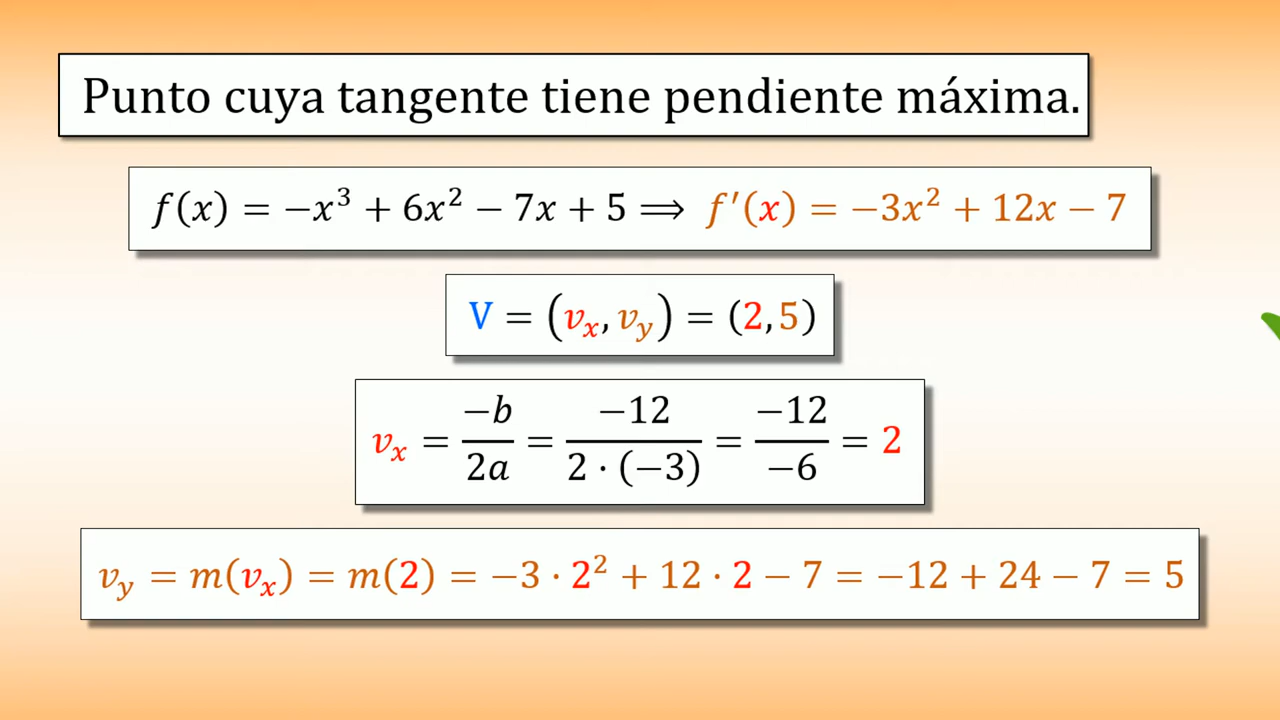 Punto cuya tangente tiene pendiente máxima.
f(x) = −x³ + 6x² − 7x + 5 ⟹ f′(x) = −3x² + 12x − 7
V = (vₓ, v_y) = (2, 5)
vₓ = −b/2a = −12/2 · (−3) = −12/−6 = 2
v_y = m(vₓ) = m(2) = −3 · 2² + 12 · 2 − 7 = −12 + 24 − 7 = 5